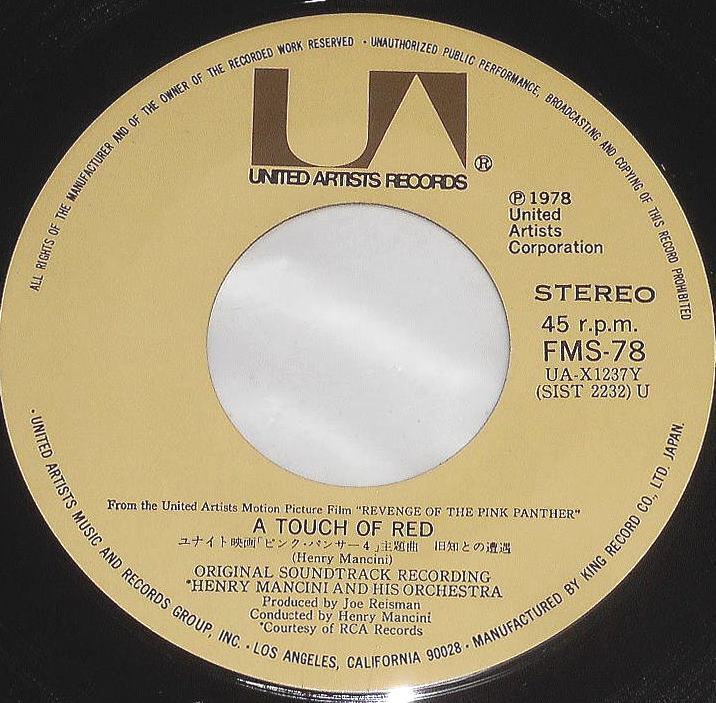 ALL RIGHTS OF THE MANUFACTURER AND OF THE OWNER OF THE RECORDED WORK RESERVED · UNAUTHORIZED PUBLIC PERFORMANCE, BROADCASTING AND COPYING OF THIS RECORD PROHIBITED
UA
®
UNITED ARTISTS RECORDS
℗ 1978
United
Artists
Corporation
STEREO
45 r.p.m.
FMS-78
UA-X1237Y
(SIST 2232) U
From the United Artists Motion Picture Film "REVENGE OF THE PINK PANTHER"
A TOUCH OF RED
ユナイト映画「ピンク・パンサー4」主題曲 旧知との遭遇
(Henry Mancini)
ORIGINAL SOUNDTRACK RECORDING
*HENRY MANCINI AND HIS ORCHESTRA
Produced by Joe Reisman
Conducted by Henry Mancini
*Courtesy of RCA Records
· UNITED ARTISTS MUSIC AND RECORDS GROUP, INC. · LOS ANGELES, CALIFORNIA 90028 · MANUFACTURED BY KING RECORD CO., LTD. JAPAN.